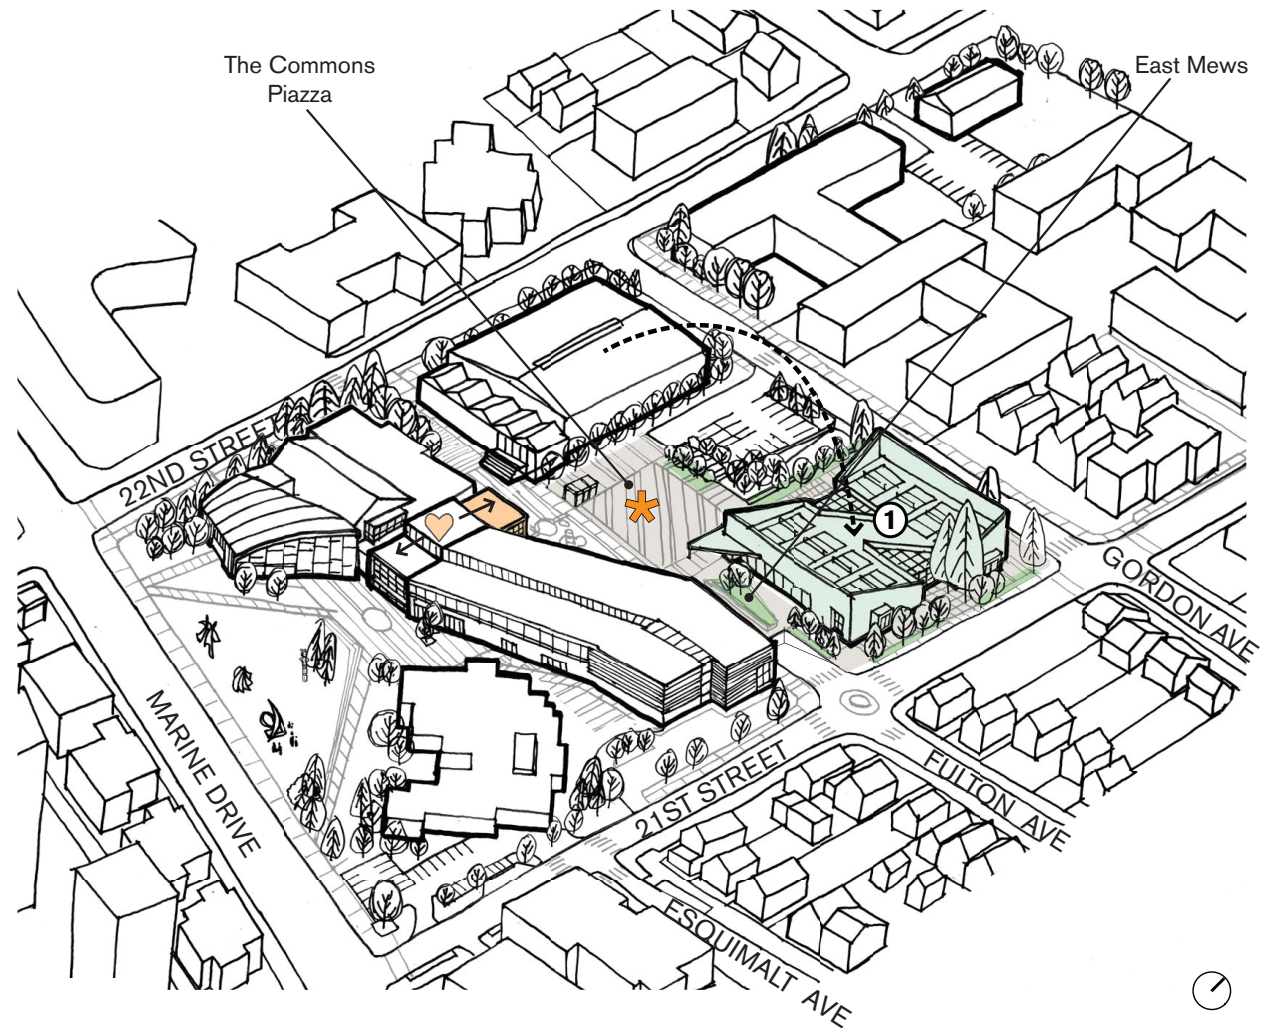 The Commons
Piazza
East Mews
22ND STREET
1
GORDON AVE
MARINE DRIVE
FULTON AVE
21ST STREET
ESQUIMALT AVE